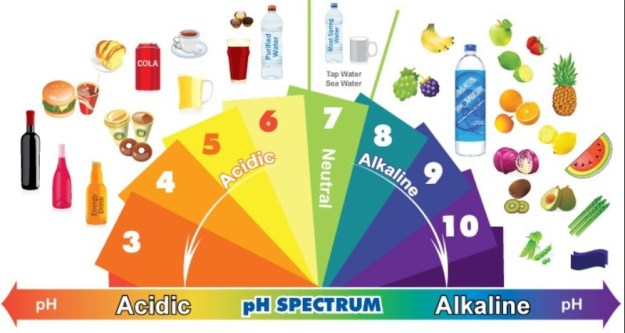 COLA
Purified Water
Most Spring Water
Tap Water
Sea Water
Energy Drink
3
4
5
6
7
8
9
10
Acidic
Neutral
Alkaline
pH
Acidic
pH SPECTRUM
Alkaline
pH